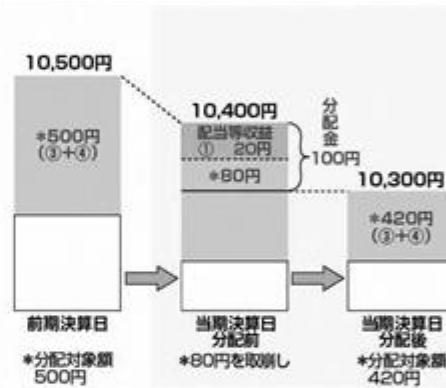 10,500円
*500円
(③+④)
前期決算日
*分配対象額
500円
10,400円
配当等収益
① 20円
*80円
分配金
100円
当期決算日
分配前
*80円を取崩し
10,300円
*420円
(③+④)
当期決算日
分配後
*分配対象額
420円